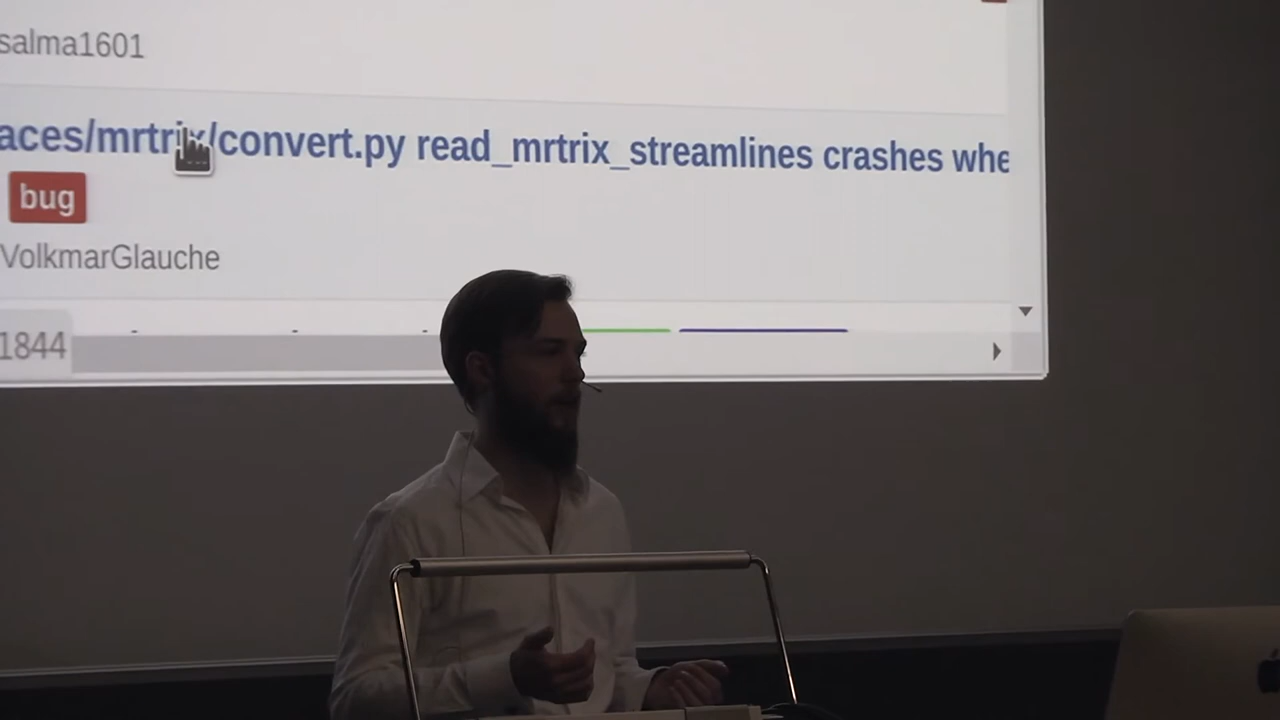 salma1601
aces/mrtrix/convert.py read_mrtrix_streamlines crashes whe
bug
VolkmarGlauche
1844